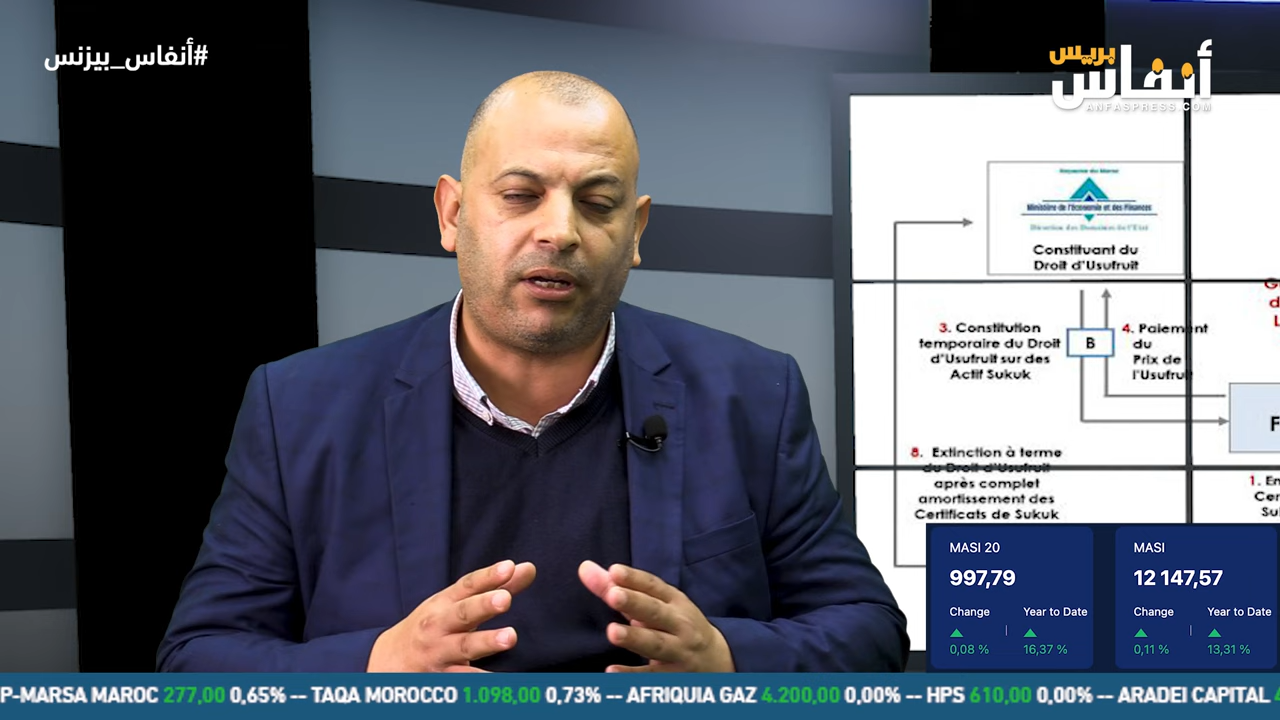 #أنفاس_بيزنس
أنفاس بريس
ANFASPRESS.COM
Royaume du Maroc
Ministère de l'Economie et des Finances
Direction des Domaines de l'Etat
Constituant du
Droit d'Usufruit
3. Constitution
temporaire du Droit
d'Usufruit sur des
Actif Sukuk
B
4. Paiement
du
Prix de
l'Usufruit
8. Extinction à terme
du Droit d'Usufruit
après complet
amortissement des
Certificats de Sukuk
MASI 20
997,79
Change
Year to Date
0,08 %
16,37 %
MASI
12 147,57
Change
Year to Date
0,11 %
13,31 %
P-MARSA MAROC 277,00 0,65% -- TAQA MOROCCO 1.098,00 0,73% -- AFRIQUIA GAZ 4.200,00 0,00% -- HPS 610,00 0,00% -- ARADEI CAPITAL